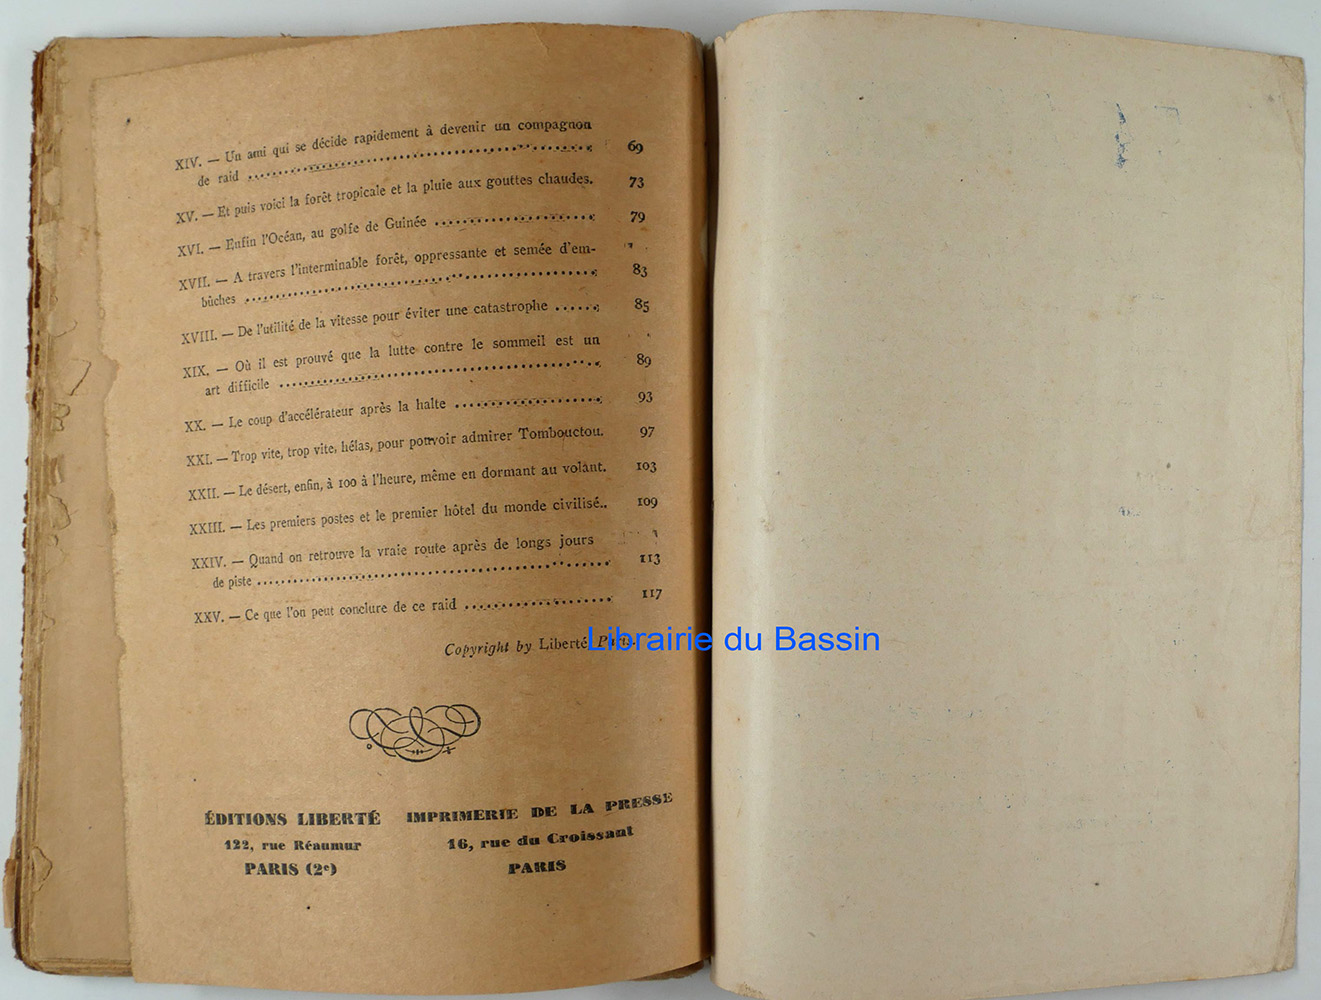 XIV. — Un ami qui se décide rapidement à devenir un compagnon
de raid ........ 69
XV. — Et puis voici la forêt tropicale et la pluie aux gouttes chaudes. 73
XVI. — Enfin l'Océan, au golfe de Guinée ........ 79
XVII. — A travers l'interminable forêt, oppressante et semée d'em-
bûches ........ 83
XVIII. — De l'utilité de la vitesse pour éviter une catastrophe ...... 85
XIX. — Où il est prouvé que la lutte contre le sommeil est un
art difficile ........ 89
XX. — Le coup d'accélérateur après la halte ........ 93
XXI. — Trop vite, trop vite, hélas, pour pouvoir admirer Tombouctou. 97
XXII. — Le désert, enfin, à 100 à l'heure, même en dormant au volant. 103
XXIII. — Les premiers postes et le premier hôtel du monde civilisé.. 109
XXIV. — Quand on retrouve la vraie route après de longs jours
de piste ........ 113
XXV. — Ce que l'on peut conclure de ce raid ........ 117
Copyright by Liberté, Paris.
Librairie du Bassin
ÉDITIONS LIBERTÉ
122, rue Réaumur
PARIS (2e)
IMPRIMERIE DE LA PRESSE
16, rue du Croissant
PARIS